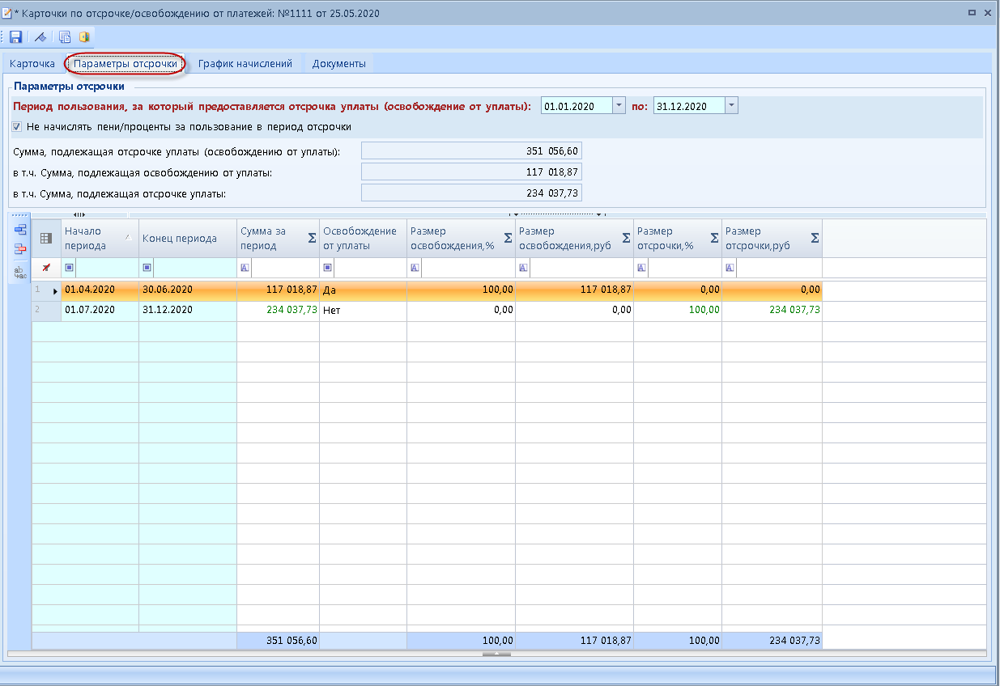 * Карточки по отсрочке/освобождению от платежей: №1111 от 25.05.2020
Карточка Параметры отсрочки График начислений Документы
Параметры отсрочки
Период пользования, за который предоставляется отсрочка уплаты (освобождение от уплаты): 01.01.2020 по: 31.12.2020
Не начислять пени/проценты за пользование в период отсрочки
Сумма, подлежащая отсрочке уплаты (освобождению от уплаты): 351 056,60
в т.ч. Сумма, подлежащая освобождению от уплаты: 117 018,87
в т.ч. Сумма, подлежащая отсрочке уплаты: 234 037,73
Начало периода Конец периода Сумма за период Σ Освобождение от уплаты Размер освобождения,% Σ Размер освобождения,руб Σ Размер отсрочки,% Σ Размер отсрочки,руб Σ
ab
ac
A A A A A
1 01.04.2020 30.06.2020 117 018,87 Да 100,00 117 018,87 0,00 0,00
2 01.07.2020 31.12.2020 234 037,73 Нет 0,00 0,00 100,00 234 037,73
351 056,60 100,00 117 018,87 100,00 234 037,73